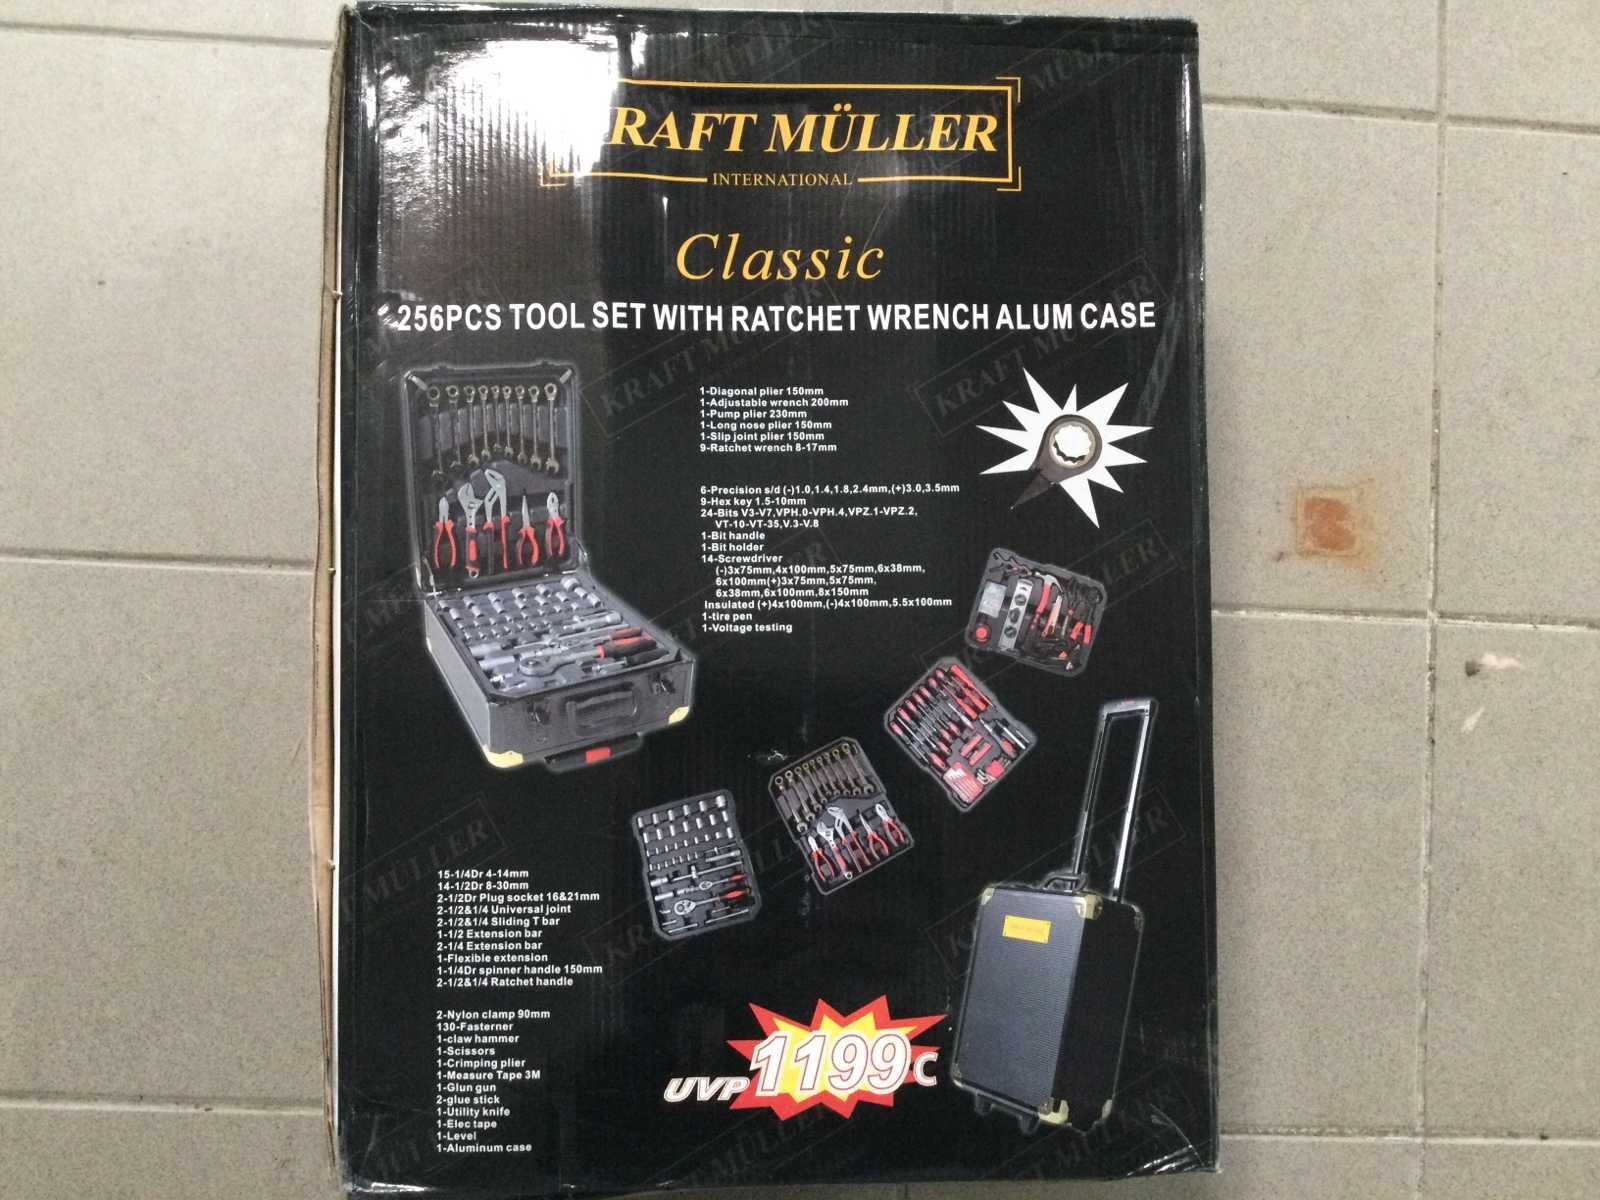 RAFT MÜLLER
INTERNATIONAL
Classic
256PCS TOOL SET WITH RATCHET WRENCH ALUM CASE
1-Diagonal plier 150mm
1-Adjustable wrench 200mm
1-Pump plier 230mm
1-Long nose plier 150mm
1-Slip joint plier 150mm
9-Ratchet wrench 8-17mm
6-Precision s/d (-)1.0,1.4,1.8,2.4mm,(+)3.0,3.5mm
9-Hex key 1.5-10mm
24-Bits V3-V7,VPH.0-VPH.4,VPZ.1-VPZ.2,
VT-10-VT-35,V.3-V.8
1-Bit handle
1-Bit holder
14-Screwdriver
(-)3x75mm,4x100mm,5x75mm,6x38mm,
6x100mm(+)3x75mm,5x75mm,
6x38mm,6x100mm,8x150mm
Insulated (+)4x100mm,(-)4x100mm,5.5x100mm
1-tire pen
1-Voltage testing
15-1/4Dr 4-14mm
14-1/2Dr 8-30mm
2-1/2Dr Plug socket 16&21mm
2-1/2&1/4 Universal joint
2-1/2&1/4 Sliding T bar
1-1/2 Extension bar
2-1/4 Extension bar
1-Flexible extension
1-1/4Dr spinner handle 150mm
2-1/2&1/4 Ratchet handle
2-Nylon clamp 90mm
130-Fasterner
1-claw hammer
1-Scissors
1-Crimping plier
1-Measure Tape 3M
1-Glun gun
2-glue stick
1-Utility knife
1-Elec tape
1-Level
1-Aluminum case
UVP 1199 C